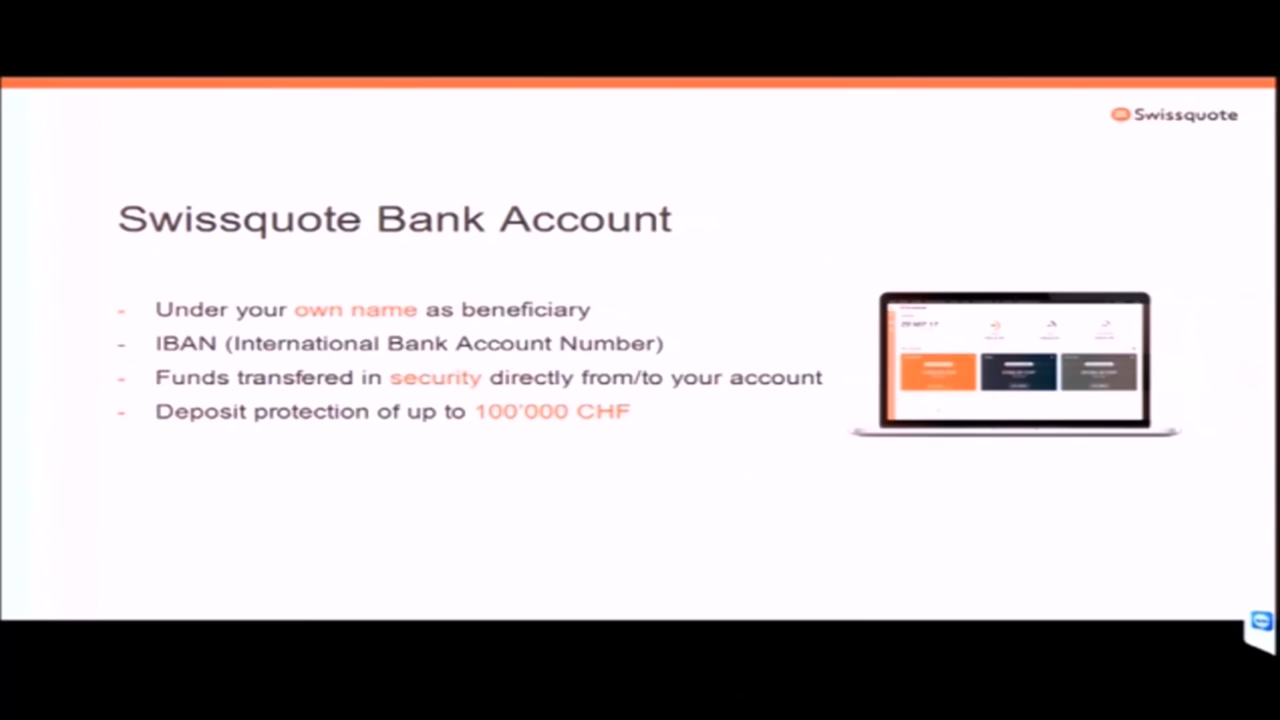 Swissquote
Swissquote Bank Account
- Under your own name as beneficiary
- IBAN (International Bank Account Number)
- Funds transfered in security directly from/to your account
- Deposit protection of up to 100'000 CHF